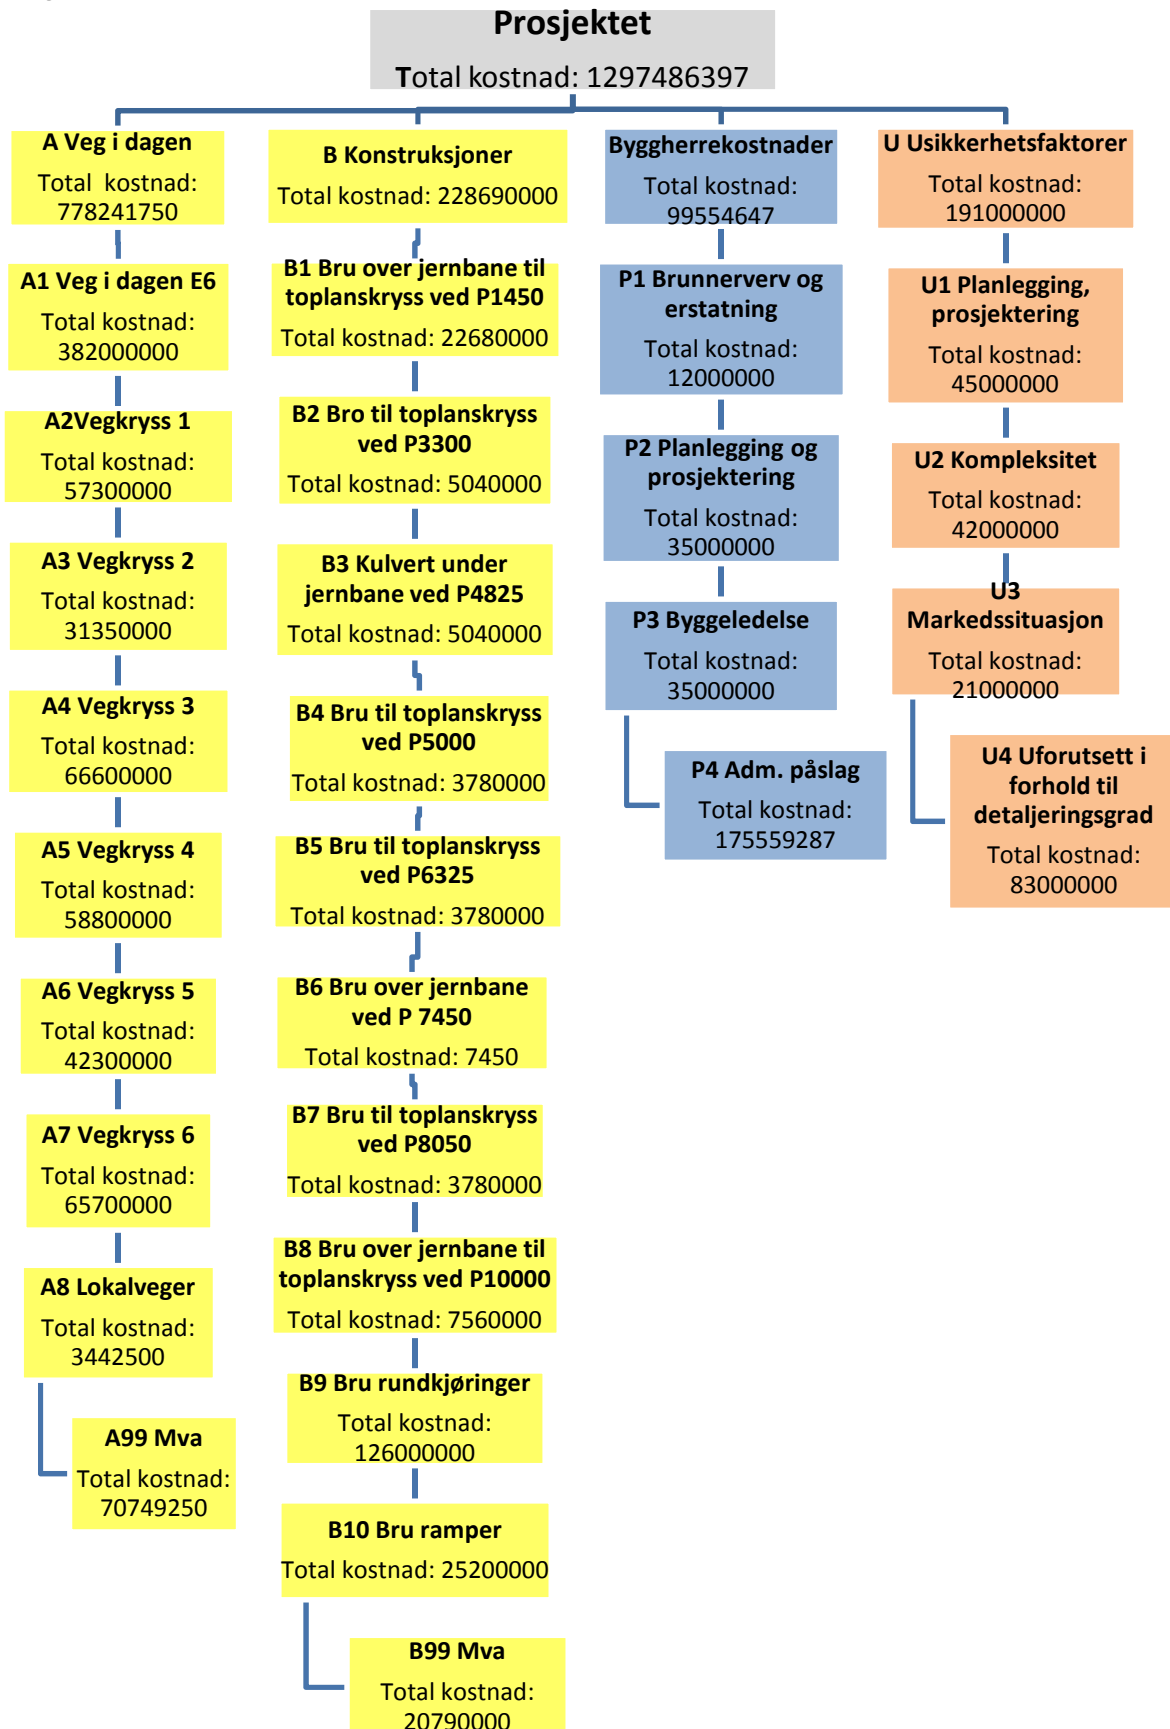 Prosjektet
Total kostnad: 1297486397
A Veg i dagen
Total kostnad:
778241750
A1 Veg i dagen E6
Total kostnad:
382000000
A2Vegkryss 1
Total kostnad:
57300000
A3 Vegkryss 2
Total kostnad:
31350000
A4 Vegkryss 3
Total kostnad:
66600000
A5 Vegkryss 4
Total kostnad:
58800000
A6 Vegkryss 5
Total kostnad:
42300000
A7 Vegkryss 6
Total kostnad:
65700000
A8 Lokalveger
Total kostnad:
3442500
A99 Mva
Total kostnad:
70749250
B Konstruksjoner
Total kostnad: 228690000
B1 Bru over jernbane til
toplanskryss ved P1450
Total kostnad: 22680000
B2 Bro til toplanskryss
ved P3300
Total kostnad: 5040000
B3 Kulvert under
jernbane ved P4825
Total kostnad: 5040000
B4 Bru til toplanskryss
ved P5000
Total kostnad: 3780000
B5 Bru til toplanskryss
ved P6325
Total kostnad: 3780000
B6 Bru over jernbane
ved P 7450
Total kostnad: 7450
B7 Bru til toplanskryss
ved P8050
Total kostnad: 3780000
B8 Bru over jernbane til
toplanskryss ved P10000
Total kostnad: 7560000
B9 Bru rundkjøringer
Total kostnad:
126000000
B10 Bru ramper
Total kostnad: 25200000
B99 Mva
Total kostnad:
20790000
Byggherrekostnader
Total kostnad:
99554647
P1 Brunnerverv og
erstatning
Total kostnad:
12000000
P2 Planlegging og
prosjektering
Total kostnad:
35000000
P3 Byggeledelse
Total kostnad:
35000000
P4 Adm. påslag
Total kostnad:
175559287
U Usikkerhetsfaktorer
Total kostnad:
191000000
U1 Planlegging,
prosjektering
Total kostnad:
45000000
U2 Kompleksitet
Total kostnad:
42000000
U3
Markedssituasjon
Total kostnad:
21000000
U4 Uforutsett i
forhold til
detaljeringsgrad
Total kostnad:
83000000